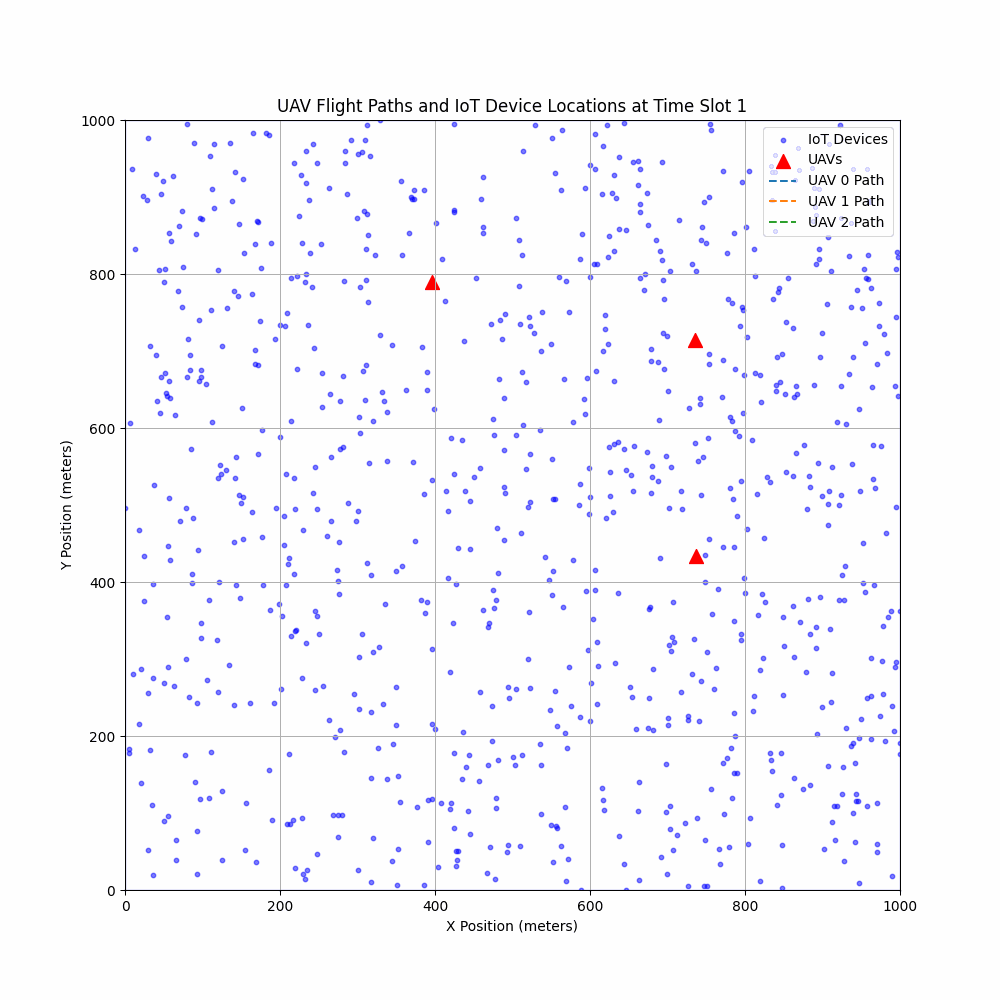 UAV Flight Paths and IoT Device Locations at Time Slot 1
IoT Devices
UAVs
UAV 0 Path
UAV 1 Path
UAV 2 Path
1000
800
600
400
200
0
Y Position (meters)
0 200 400 600 800 1000
X Position (meters)